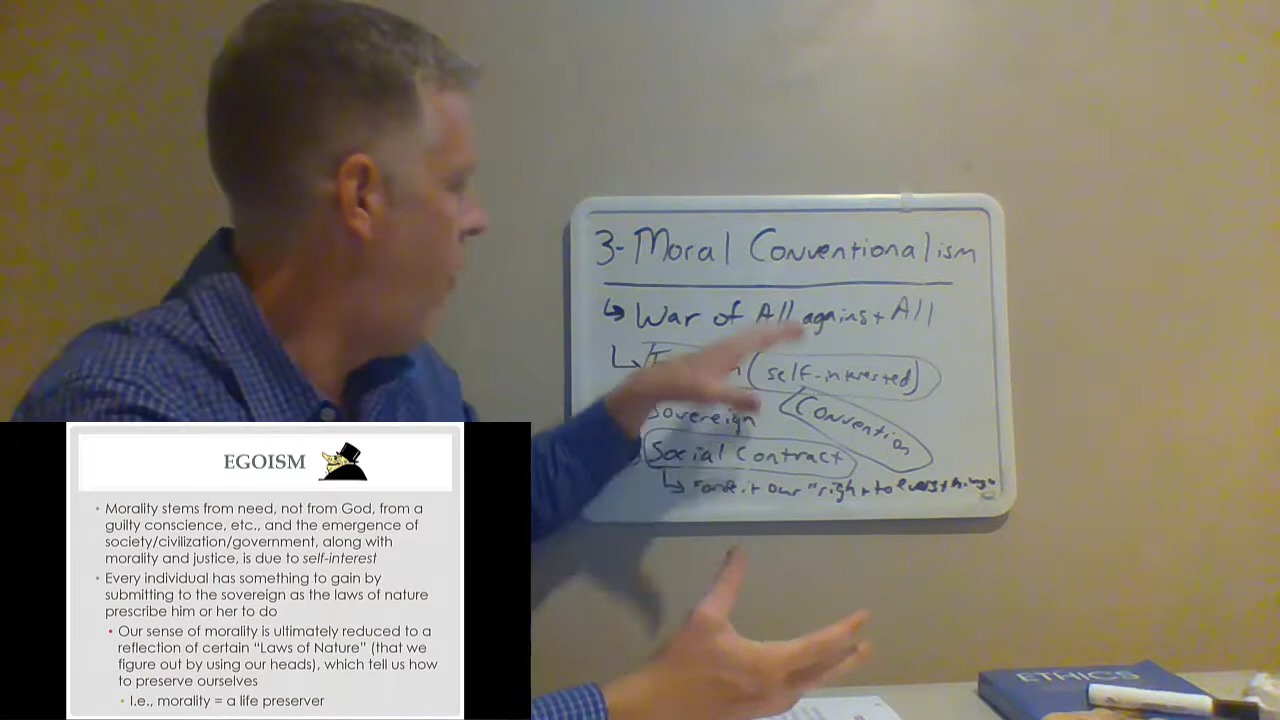 3- Moral Conventionalism
↳ War of All against All
(self-interested)
Sovereign
Convention
Social Contract
↳ our "right to everything"
EGOISM
• Morality stems from need, not from God, from a
guilty conscience, etc., and the emergence of
society/civilization/government, along with
morality and justice, is due to self-interest
• Every individual has something to gain by
submitting to the sovereign as the laws of nature
prescribe him or her to do
• Our sense of morality is ultimately reduced to a
reflection of certain “Laws of Nature” (that we
figure out by using our heads), which tell us how
to preserve ourselves
• I.e., morality = a life preserver
ETHICS